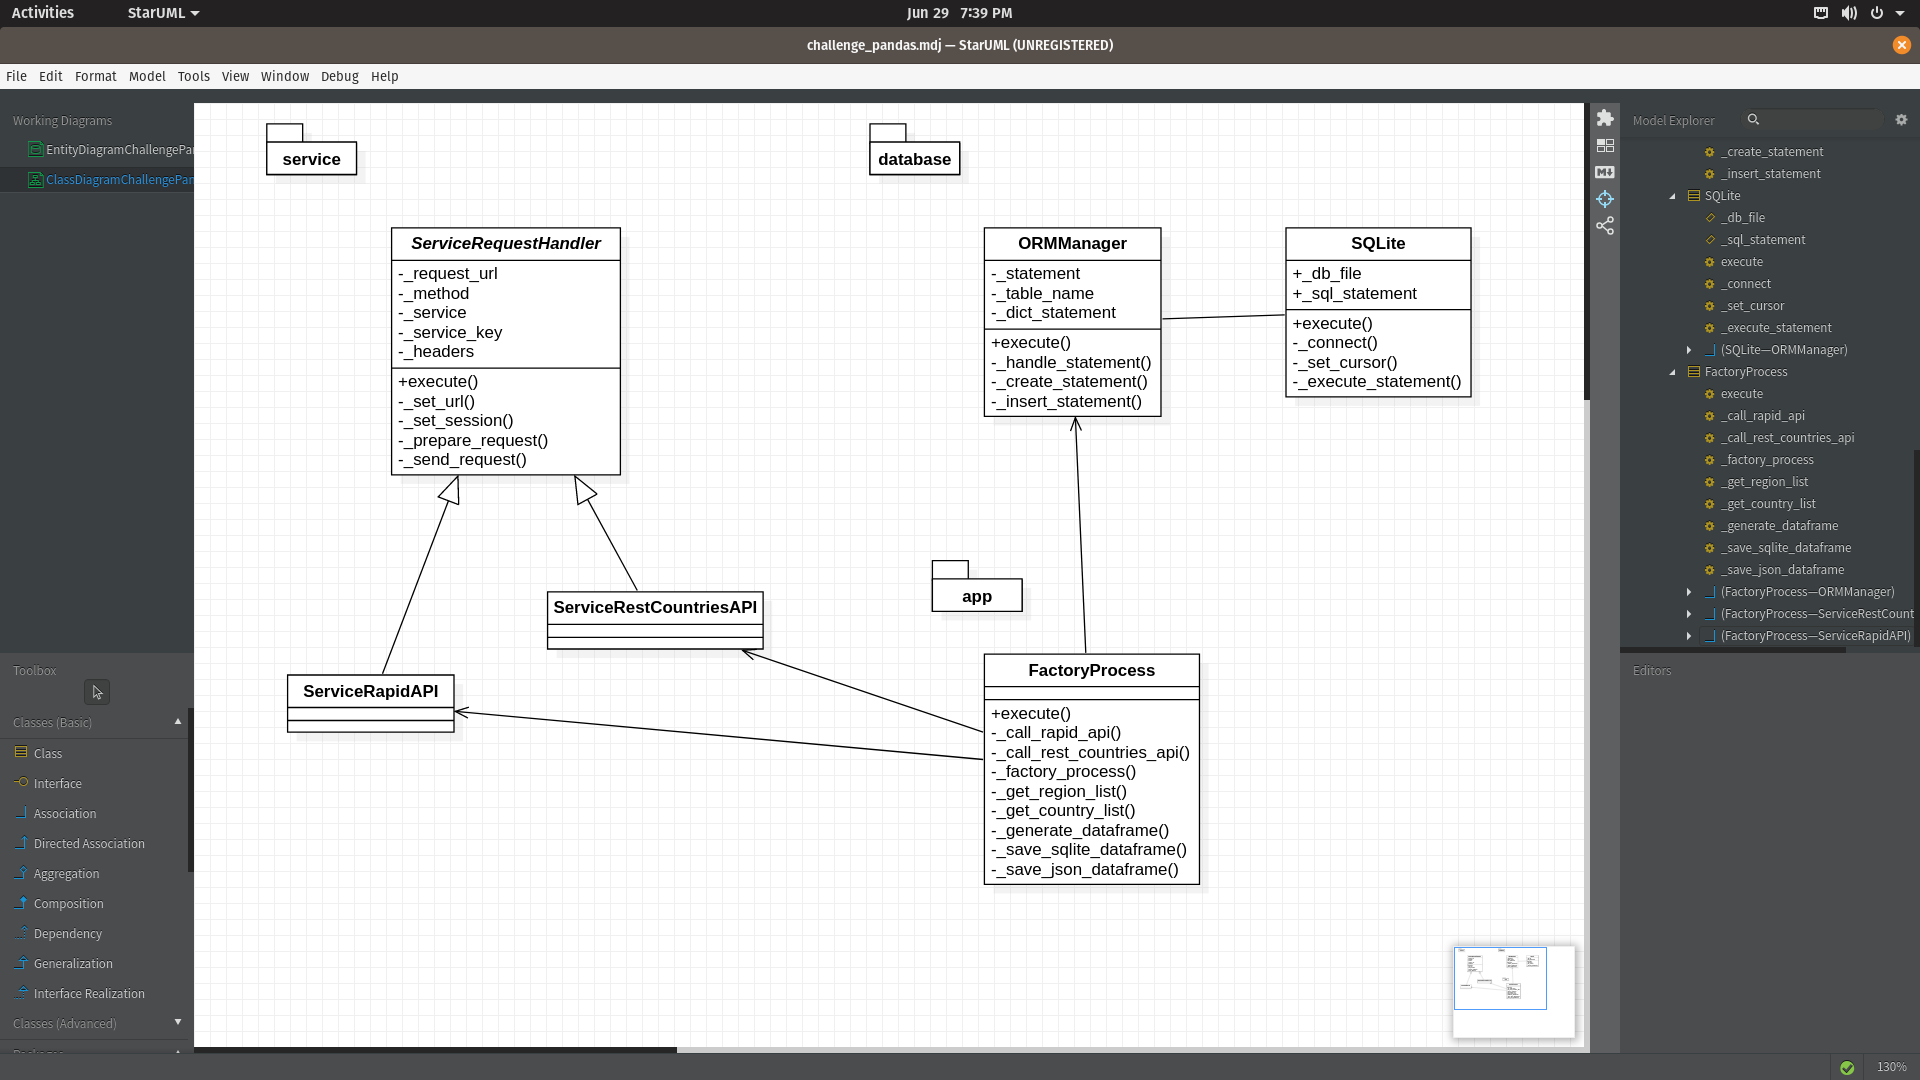 Activities
StarUML
Jun 29 7:39 PM
challenge_pandas.mdj — StarUML (UNREGISTERED)
File Edit Format Model Tools View Window Debug Help
Working Diagrams
EntityDiagramChallengePa
ClassDiagramChallengePan
Toolbox
Classes (Basic)
Class
Interface
Association
Directed Association
Aggregation
Composition
Dependency
Generalization
Interface Realization
Classes (Advanced)
service
database
ServiceRequestHandler
-_request_url
-_method
-_service
-_service_key
-_headers
+execute()
-_set_url()
-_set_session()
-_prepare_request()
-_send_request()
ORMManager
-_statement
-_table_name
-_dict_statement
+execute()
-_handle_statement()
-_create_statement()
-_insert_statement()
SQLite
+_db_file
+_sql_statement
+execute()
-_connect()
-_set_cursor()
-_execute_statement()
ServiceRestCountriesAPI
ServiceRapidAPI
app
FactoryProcess
+execute()
-_call_rapid_api()
-_call_rest_countries_api()
-_factory_process()
-_get_region_list()
-_get_country_list()
-_generate_dataframe()
-_save_sqlite_dataframe()
-_save_json_dataframe()
M↓
Model Explorer
_create_statement
_insert_statement
SQLite
_db_file
_sql_statement
execute
_connect
_set_cursor
_execute_statement
(SQLite—ORMManager)
FactoryProcess
execute
_call_rapid_api
_call_rest_countries_api
_factory_process
_get_region_list
_get_country_list
_generate_dataframe
_save_sqlite_dataframe
_save_json_dataframe
(FactoryProcess—ORMManager)
(FactoryProcess—ServiceRestCount
(FactoryProcess—ServiceRapidAPI)
Editors
130%